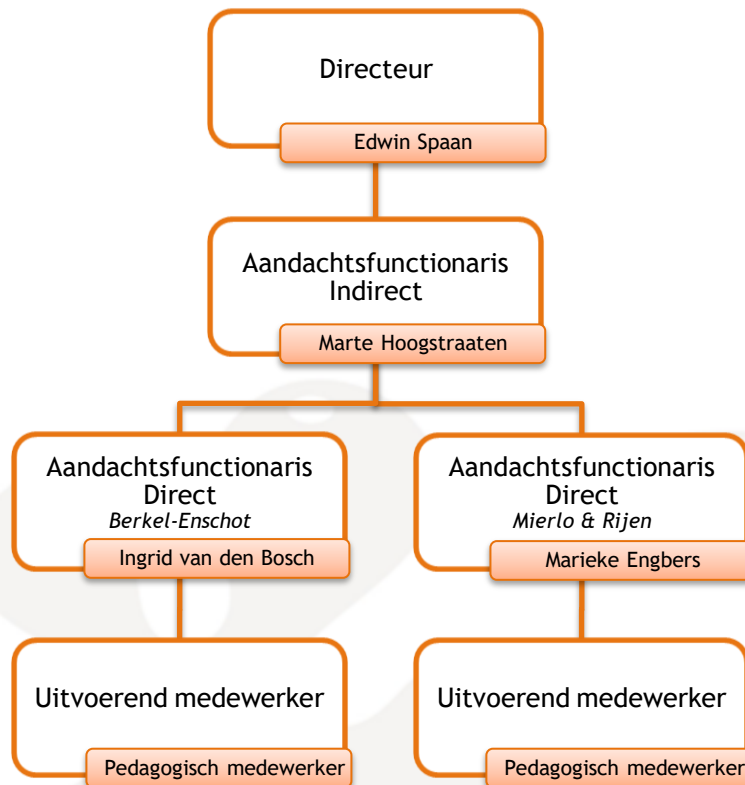 Directeur
Edwin Spaan
Aandachtsfunctionaris
Indirect
Marte Hoogstraaten
Aandachtsfunctionaris
Direct
Berkel-Enschot
Ingrid van den Bosch
Aandachtsfunctionaris
Direct
Mierlo & Rijen
Marieke Engbers
Uitvoerend medewerker
Pedagogisch medewerker
Uitvoerend medewerker
Pedagogisch medewerker